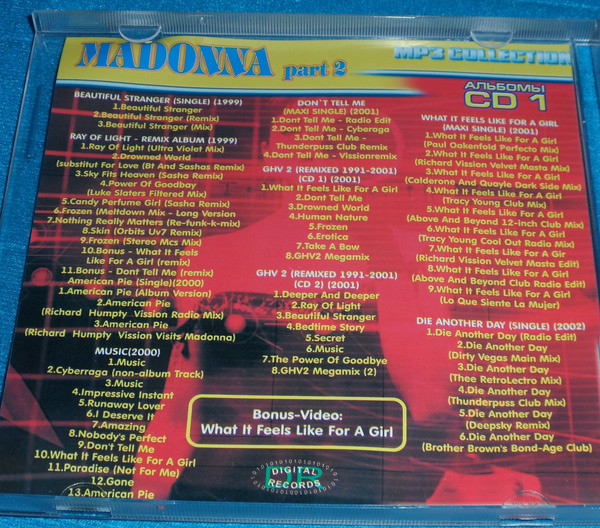 MADONNA part 2
MP3 COLLECTION
АЛЬБОМЫ
CD 1
BEAUTIFUL STRANGER (SINGLE) (1999)
1.Beautiful Stranger
2.Beautiful Stranger (Remix)
3.Beautiful Stranger (Mix)
RAY OF LIGHT - REMIX ALBUM (1999)
1.Ray Of Light (Ultra Violet Mix)
2.Drowned World
(substitut For Love (Bt And Sashas Remix)
3.Sky Fits Heaven (Sasha Remix)
4.Power Of Goodbay
(Luke Slaters Filtered Mix)
5.Candy Perfume Girl (Sasha Remix)
6.Frozen (Meltdown Mix - Long Version
7.Nothing Really Matters (Re-funk-k-mix)
8.Skin (Orbits Uv7 Remix)
9.Frozen (Stereo Mcs Mix)
10.Bonus - What It Feels
Like For A Girl (remix)
11.Bonus - Dont Tell Me (remix)
American Pie (Single)(2000)
1.American Pie (Album Version)
2.American Pie
(Richard Humpty Vission Radio Mix)
3.American Pie
(Richard Humpty Vission Visits Madonna)
MUSIC(2000)
1.Music
2.Cyberraga (non-album Track)
3.Music
4.Impressive Instant
5.Runaway Lover
6.I Deserve It
7.Amazing
8.Nobody's Perfect
9.Don't Tell Me
10.What It Feels Like For A Girl
11.Paradise (Not For Me)
12.Gone
13.American Pie
DON'T TELL ME
(MAXI SINGLE) (2001)
1.Dont Tell Me - Radio Edit
2.Dont Tell Me - Cyberaga
3.Dont Tell Me -
Thunderpuss Club Remix
4.Dont Tell Me - Vissionremix
GHV 2 (REMIXED 1991-2001)
(CD 1) (2001)
1.What It Feels Like For A Girl
2.Dont Tell Me
3.Drowned World
4.Human Nature
5.Frozen
6.Erotica
7.Take A Bow
8.GHV2 Megamix
GHV 2 (REMIXED 1991-2001)
(CD 2) (2001)
1.Deeper And Deeper
2.Ray Of Light
3.Beautiful Stranger
4.Bedtime Story
5.Secret
6.Music
7.The Power Of Goodbye
8.GHV2 Megamix (2)
WHAT IT FEELS LIKE FOR A GIRL
(MAXI SINGLE) (2001)
1.What It Feels Like For A Girl
(Paul Oakenfold Perfecto Mix)
2.What It Feels Like For A Girl
(Richard Vission Velvet Masta Mix)
3.What It Feels Like For A Girl
(Calderone And Quayle Dark Side Mix)
4.What It Feels Like For A Girl
(Tracy Young Club Mix)
5.What It Feels Like For A Girl
(Above And Beyond 12-inch Club Mix)
6.What It Feels Like For A Girl
(Tracy Young Cool Out Radio Mix)
7.What It Feels Like For A Gir
(Richard Vission Velvet Masta Edit)
8.What It Feels Like For A Girl
(Above And Beyond Club Radio Edit)
9.What It Feels Like For A Girl
(Lo Que Siente La Mujer)
DIE ANOTHER DAY (SINGLE) (2002)
1.Die Another Day (Radio Edit)
2.Die Another Day
(Dirty Vegas Main Mix)
3.Die Another Day
(Thee RetroLectro Mix)
4.Die Another Day
(Thunderpuss Club Mix)
5.Die Another Day
(Deepsky Remix)
6.Die Another Day
(Brother Brown's Bond-Age Club)
Bonus-Video:
What It Feels Like For A Girl
DIGITAL
RECORDS